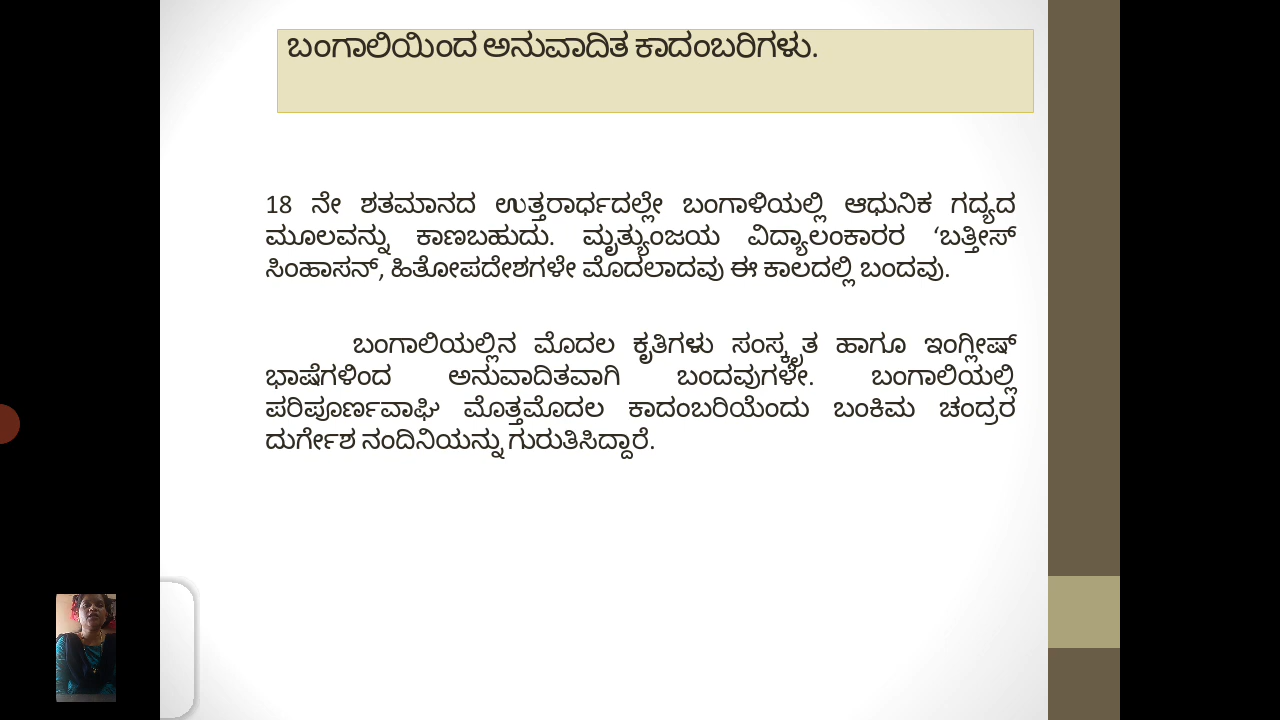 ಬಂಗಾಲಿಯಿಂದ ಅನುವಾದಿತ ಕಾದಂಬರಿಗಳು.
18 ನೇ ಶತಮಾನದ ಉತ್ತರಾರ್ಧದಲ್ಲೇ ಬಂಗಾಳಿಯಲ್ಲಿ ಆಧುನಿಕ ಗದ್ಯದ
ಮೂಲವನ್ನು ಕಾಣಬಹುದು. ಮೃತ್ಯುಂಜಯ ವಿದ್ಯಾಲಂಕಾರರ ‘ಬತ್ತೀಸ್
ಸಿಂಹಾಸನ್, ಹಿತೋಪದೇಶಗಳೇ ಮೊದಲಾದವು ಈ ಕಾಲದಲ್ಲಿ ಬಂದವು.
ಬಂಗಾಲಿಯಲ್ಲಿನ ಮೊದಲ ಕೃತಿಗಳು ಸಂಸ್ಕೃತ ಹಾಗೂ ಇಂಗ್ಲೀಷ್
ಭಾಷೆಗಳಿಂದ ಅನುವಾದಿತವಾಗಿ ಬಂದವುಗಳೇ. ಬಂಗಾಲಿಯಲ್ಲಿ
ಪರಿಪೂರ್ಣವಾಘಿ ಮೊತ್ತಮೊದಲ ಕಾದಂಬರಿಯೆಂದು ಬಂಕಿಮ ಚಂದ್ರರ
ದುರ್ಗೇಶ ನಂದಿನಿಯನ್ನು ಗುರುತಿಸಿದ್ದಾರೆ.